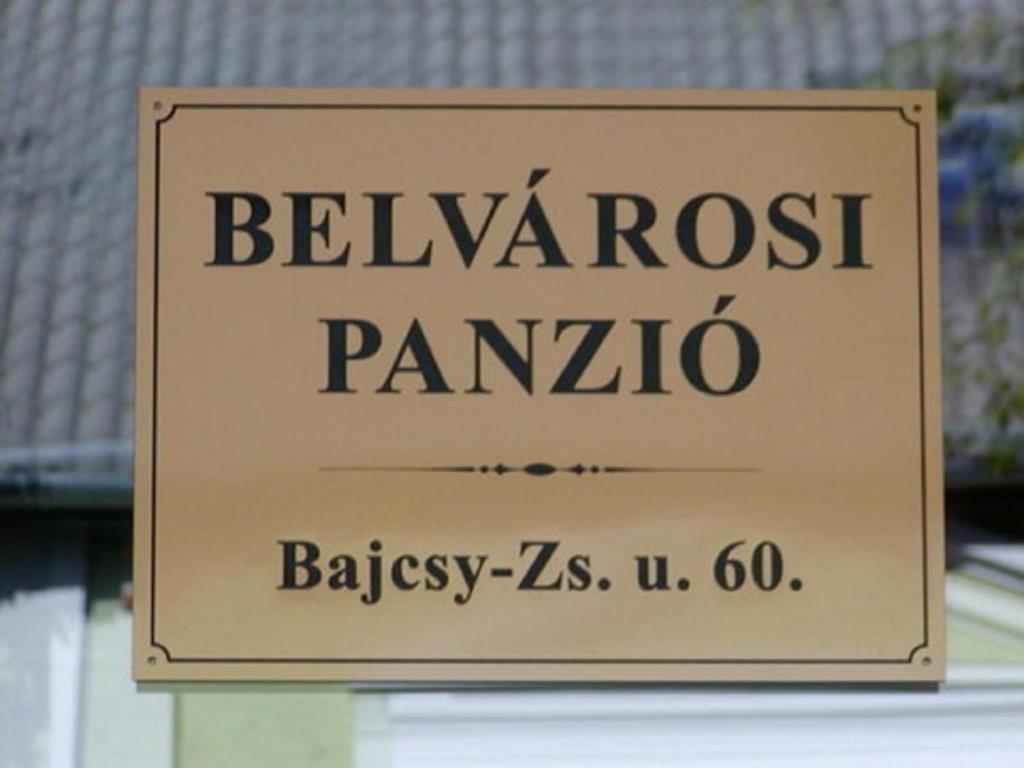 BELVÁROSI
PANZIÓ
Bajcsy-Zs. u. 60.